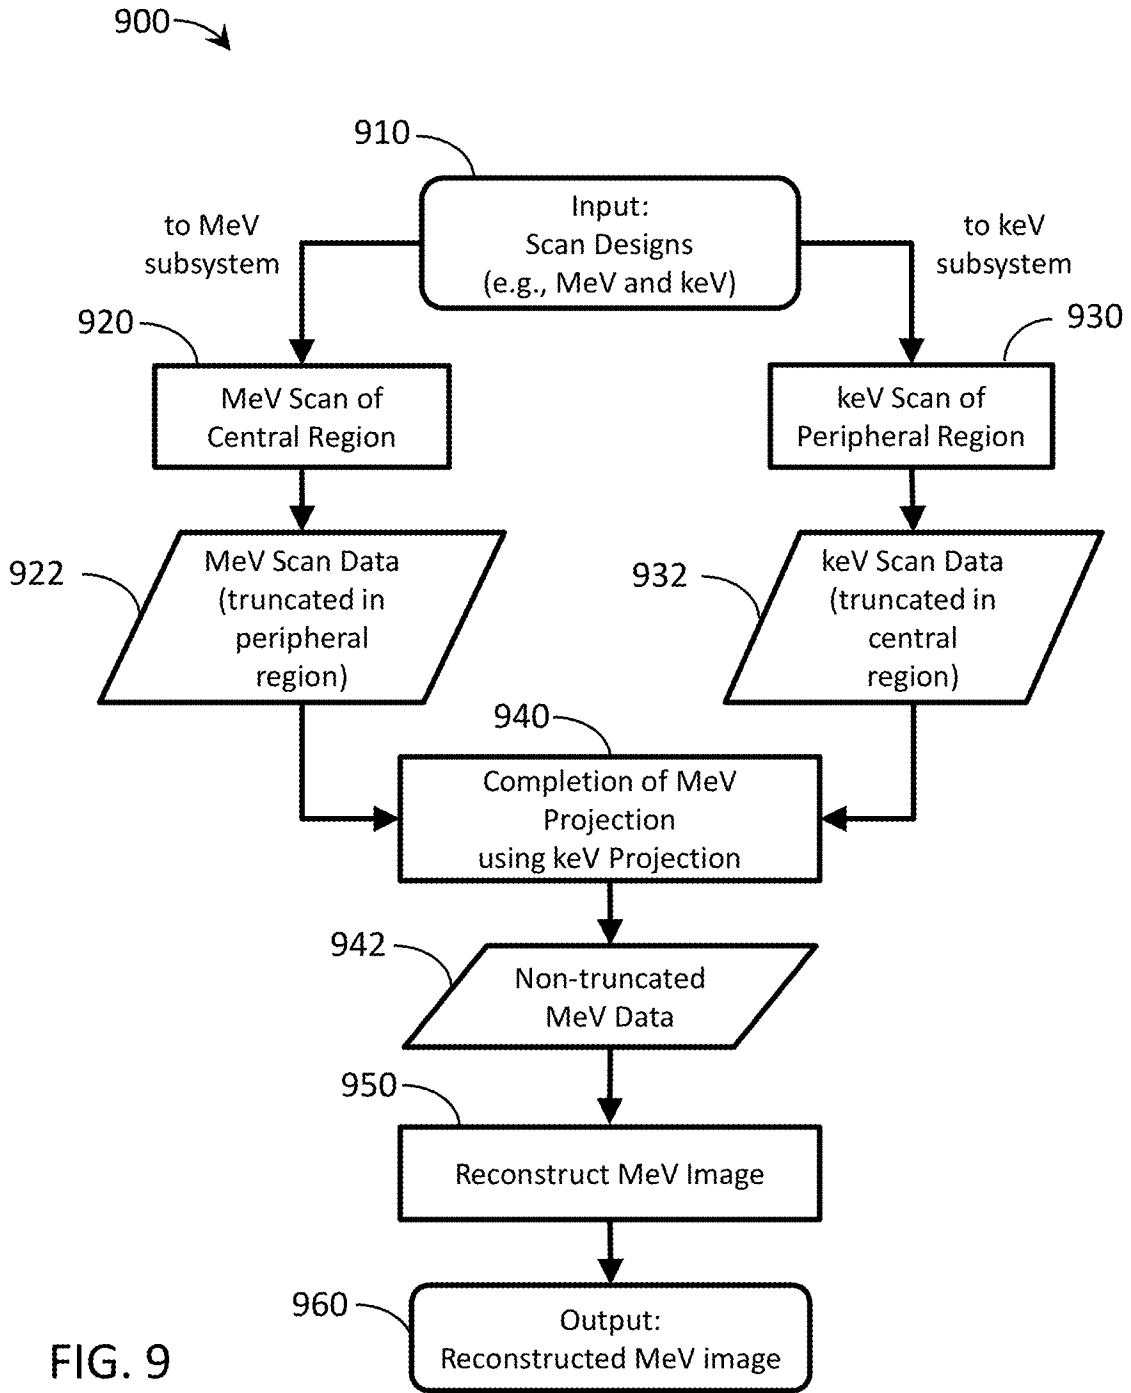 900
910
Input:
Scan Designs
(e.g., MeV and keV)
to MeV
subsystem
to keV
subsystem
920
MeV Scan of
Central Region
930
keV Scan of
Peripheral Region
922
MeV Scan Data
(truncated in
peripheral
region)
932
keV Scan Data
(truncated in
central
region)
940
Completion of MeV
Projection
using keV Projection
942
Non-truncated
MeV Data
950
Reconstruct MeV Image
960
Output:
Reconstructed MeV image
FIG. 9